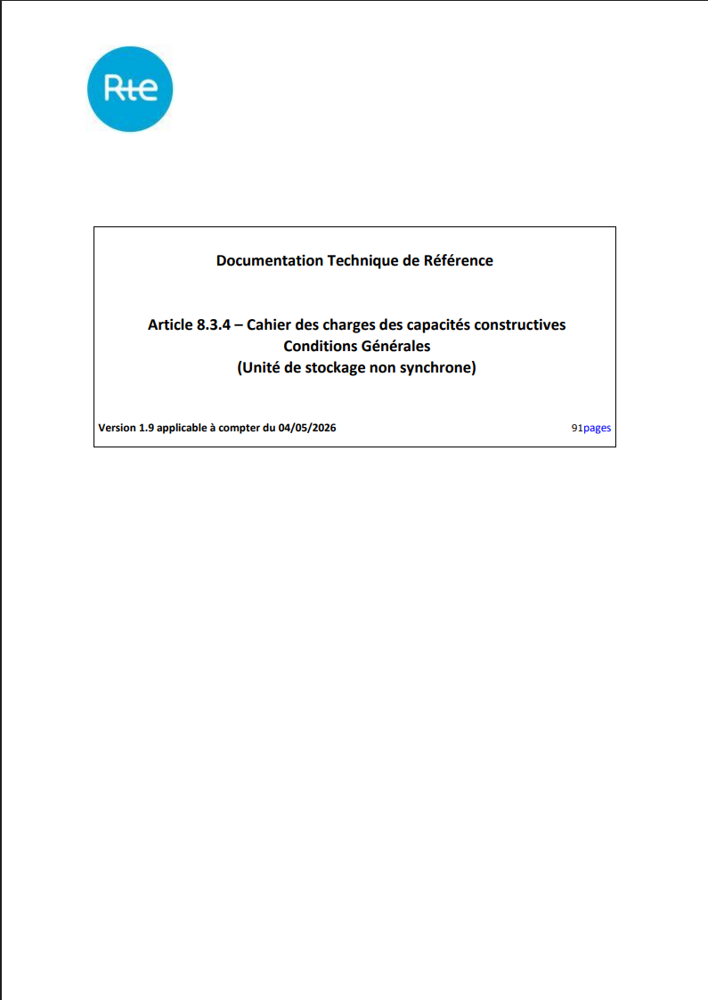 Rte
Documentation Technique de Référence
Article 8.3.4 – Cahier des charges des capacités constructives
Conditions Générales
(Unité de stockage non synchrone)
Version 1.9 applicable à compter du 04/05/2026 91pages